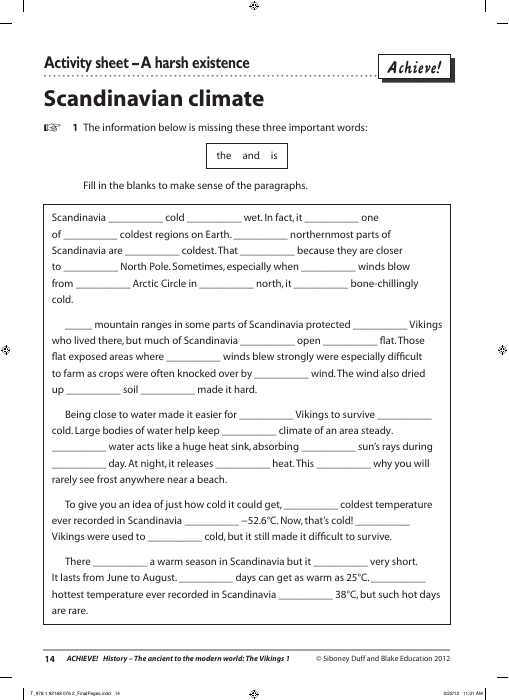 Activity sheet – A harsh existence
Achieve!
Scandinavian climate
1 The information below is missing these three important words:
the and is
Fill in the blanks to make sense of the paragraphs.
Scandinavia __________ cold __________ wet. In fact, it __________ one
of __________ coldest regions on Earth. __________ northernmost parts of
Scandinavia are __________ coldest. That __________ because they are closer
to __________ North Pole. Sometimes, especially when __________ winds blow
from __________ Arctic Circle in __________ north, it __________ bone-chillingly
cold.
_____ mountain ranges in some parts of Scandinavia protected __________ Vikings
who lived there, but much of Scandinavia __________ open __________ flat. Those
flat exposed areas where __________ winds blew strongly were especially difficult
to farm as crops were often knocked over by __________ wind. The wind also dried
up __________ soil __________ made it hard.
Being close to water made it easier for __________ Vikings to survive __________
cold. Large bodies of water help keep __________ climate of an area steady.
__________ water acts like a huge heat sink, absorbing __________ sun's rays during
__________ day. At night, it releases __________ heat. This __________ why you will
rarely see frost anywhere near a beach.
To give you an idea of just how cold it could get, __________ coldest temperature
ever recorded in Scandinavia __________ –52.6°C. Now, that's cold! __________
Vikings were used to __________ cold, but it still made it difficult to survive.
There __________ a warm season in Scandinavia but it __________ very short.
It lasts from June to August. __________ days can get as warm as 25°C. __________
hottest temperature ever recorded in Scandinavia __________ 38°C, but such hot days
are rare.
14 ACHIEVE! History – The ancient to the modern world: The Vikings 1 © Siboney Duff and Blake Education 2012
14
2/22/12 11:31 AM